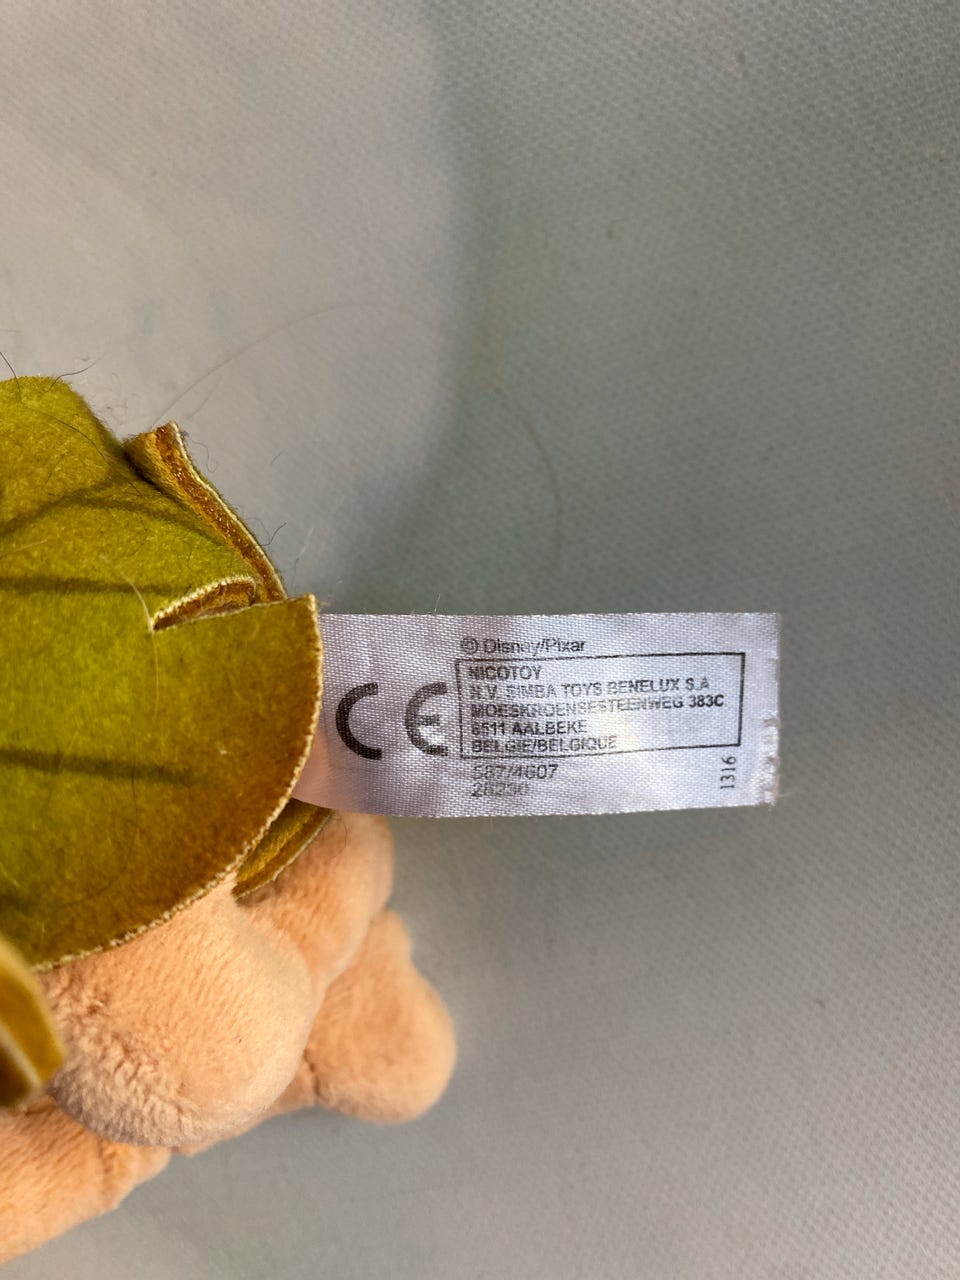 © Disney/Pixar
CE
NICOTOY
N.V. SIMBA TOYS BENELUX S.A
MOESKROENSESTEENWEG 383C
8511 AALBEKE
BELGIE/BELGIQUE
587/4607
1316